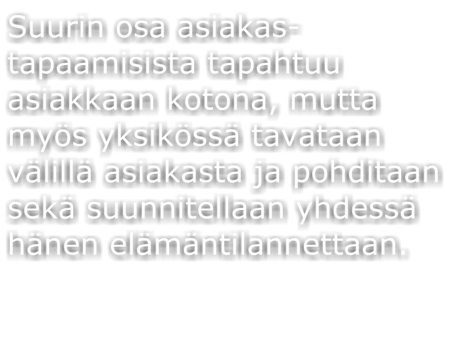 Suurin osa asiakas-
tapaamisista tapahtuu
asiakkaan kotona, mutta
myös yksikössä tavataan
välillä asiakasta ja pohditaan
sekä suunnitellaan yhdessä
hänen elämäntilannettaan.